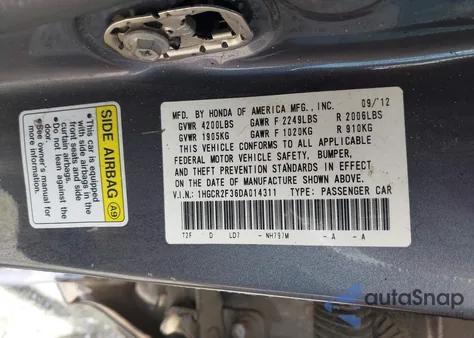 SIDE AIRBAG A9
• This car is equipped
with side airbags in the
front seats and side
curtain airbags.
• Do not lean against the
door.
• See owner's manual for
more information.
MFD. BY HONDA OF AMERICA MFG., INC. 09/12
GVWR 4200LBS GAWR F 2249LBS R 2006LBS
GVWR 1905KG GAWR F 1020KG R 910KG
THIS VEHICLE CONFORMS TO ALL APPLICABLE
FEDERAL MOTOR VEHICLE SAFETY, BUMPER,
AND THEFT PREVENTION STANDARDS IN EFFECT
ON THE DATE OF MANUFACTURE SHOWN ABOVE.
V.I.N.: 1HGCR2F36DA014311 TYPE: PASSENGER CAR
T2F D LD7 - NH797M - A - A
autoSnap